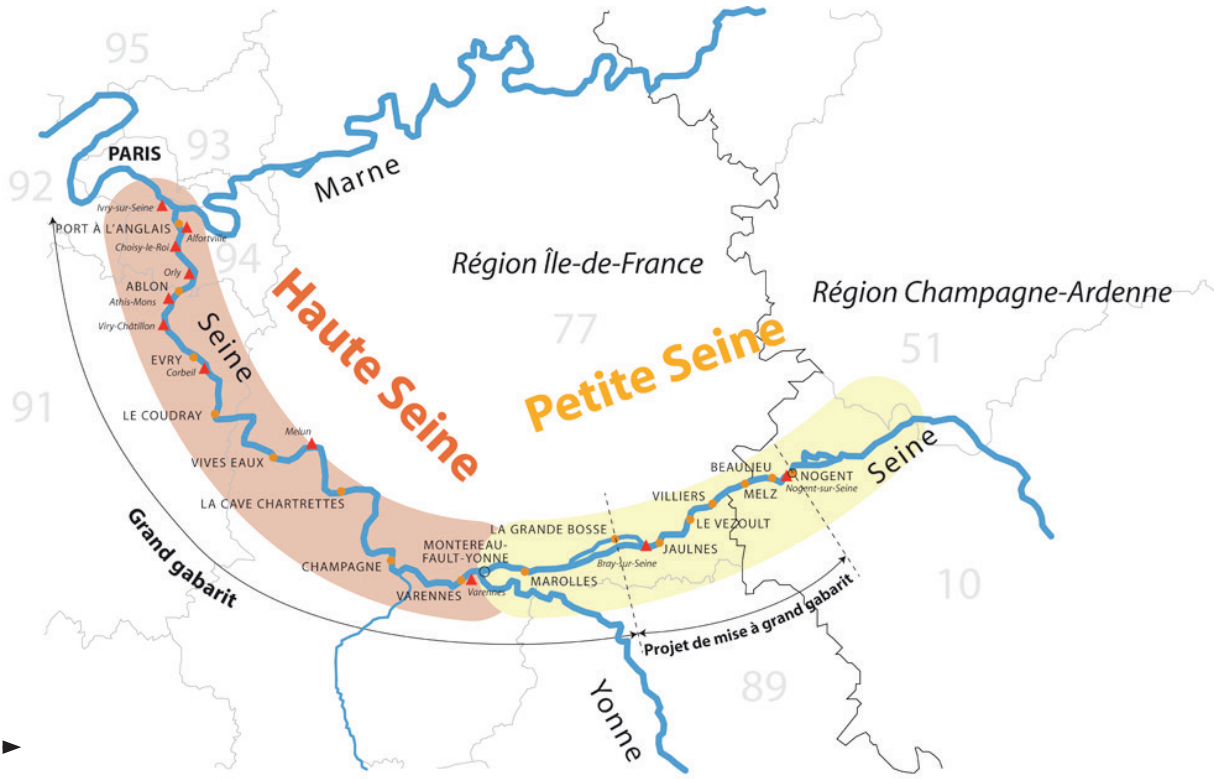 95
PARIS
93
92
Marne
Ivry-sur-Seine
PORT À L'ANGLAIS
Alfortville
Choisy-le-Roi
94
Orly
ABLON
Athis-Mons
Viry-Châtillon
Seine
EVRY
Corbeil
91
LE COUDRAY
Melun
VIVES EAUX
LA CAVE CHARTRETTES
Haute Seine
Région Île-de-France
Région Champagne-Ardenne
77
51
Petite Seine
Seine
BEAULIEU
NOGENT
Nogent-sur-Seine
MELZ
VILLIERS
LE VEZOULT
LA GRANDE BOSSE
JAULNES
Bray-sur-Seine
MONTEREAU-
FAULT-YONNE
MAROLLES
CHAMPAGNE
VARENNES
Varennes
Grand gabarit
Projet de mise à grand gabarit
10
89
Yonne